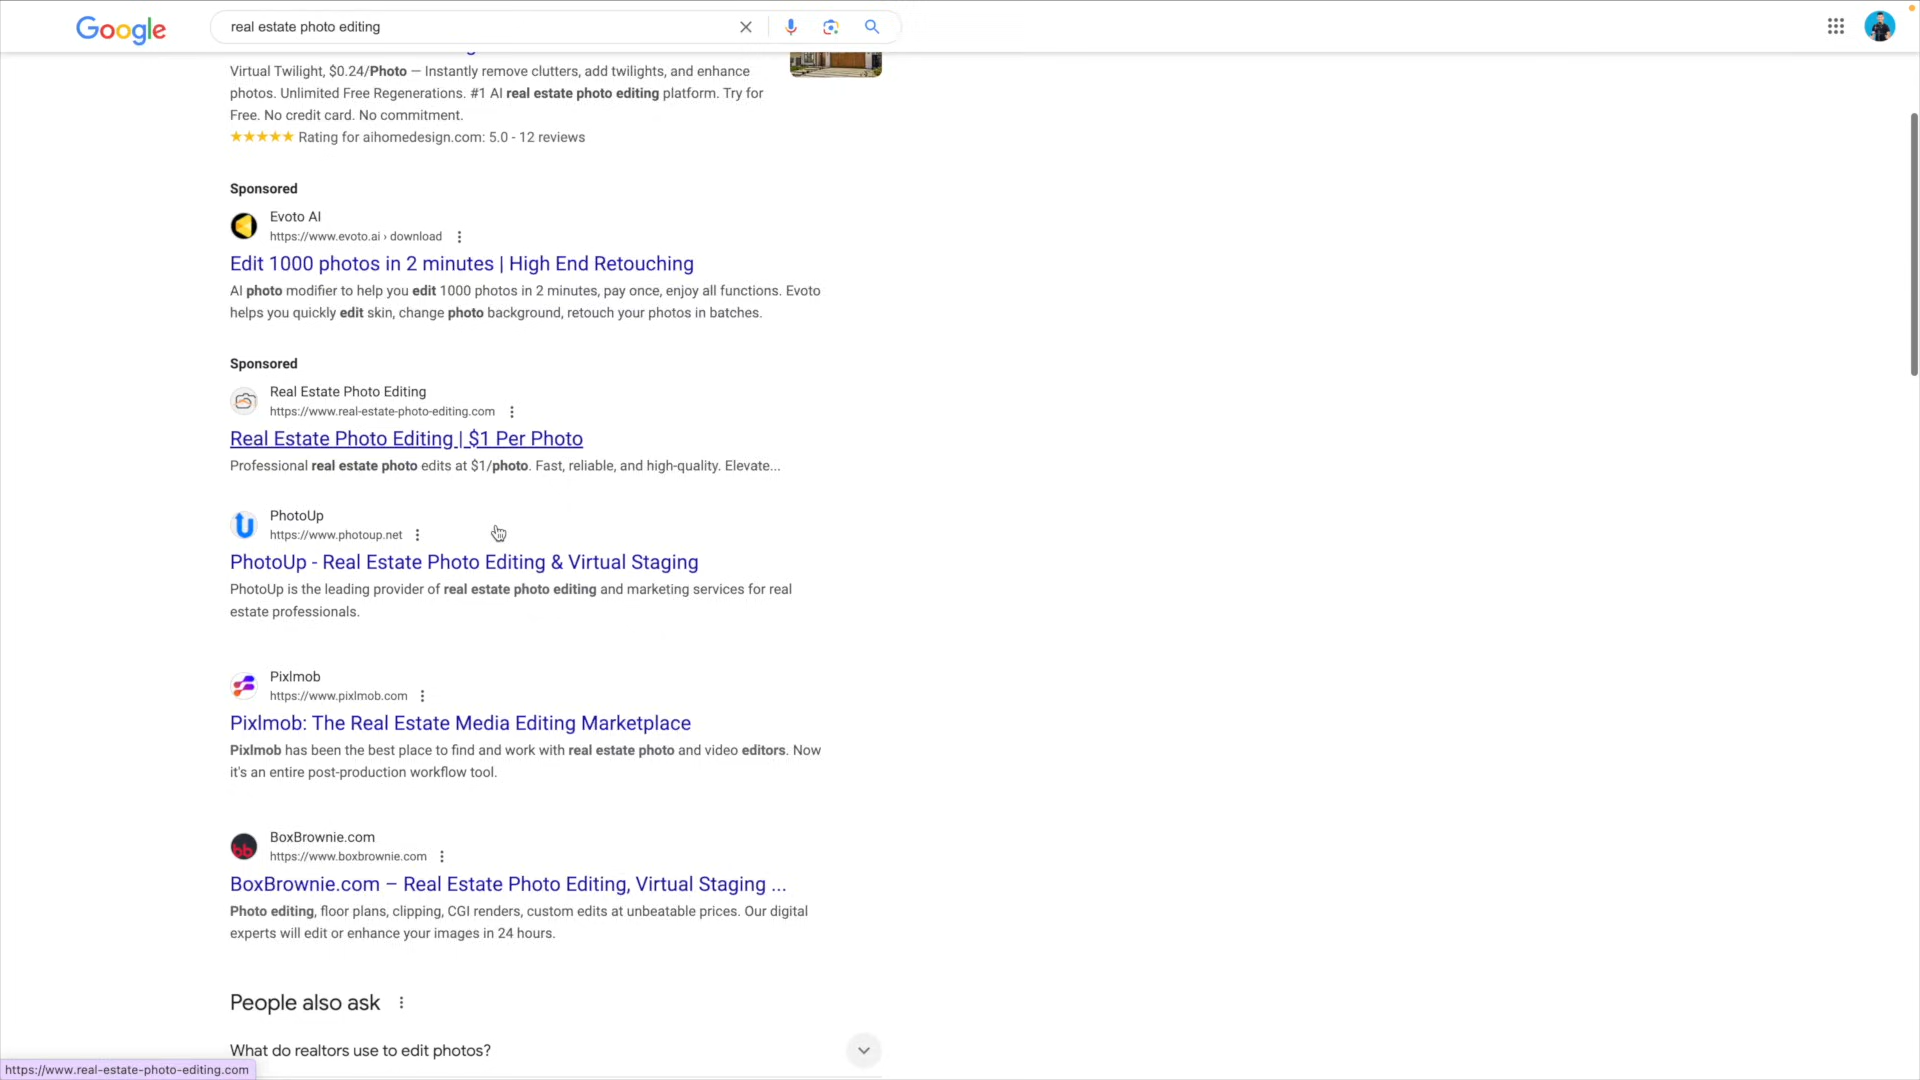 Google
real estate photo editing
Virtual Twilight, $0.24/Photo — Instantly remove clutters, add twilights, and enhance
photos. Unlimited Free Regenerations. #1 AI real estate photo editing platform. Try for
Free. No credit card. No commitment.
Rating for aihomedesign.com: 5.0 - 12 reviews
Sponsored
Evoto AI
https://www.evoto.ai › download
Edit 1000 photos in 2 minutes | High End Retouching
AI photo modifier to help you edit 1000 photos in 2 minutes, pay once, enjoy all functions. Evoto
helps you quickly edit skin, change photo background, retouch your photos in batches.
Sponsored
Real Estate Photo Editing
https://www.real-estate-photo-editing.com
Real Estate Photo Editing | $1 Per Photo
Professional real estate photo edits at $1/photo. Fast, reliable, and high-quality. Elevate...
PhotoUp
https://www.photoup.net
PhotoUp - Real Estate Photo Editing & Virtual Staging
PhotoUp is the leading provider of real estate photo editing and marketing services for real
estate professionals.
Pixlmob
https://www.pixlmob.com
Pixlmob: The Real Estate Media Editing Marketplace
Pixlmob has been the best place to find and work with real estate photo and video editors. Now
it's an entire post-production workflow tool.
bb
BoxBrownie.com
https://www.boxbrownie.com
BoxBrownie.com – Real Estate Photo Editing, Virtual Staging ...
Photo editing, floor plans, clipping, CGI renders, custom edits at unbeatable prices. Our digital
experts will edit or enhance your images in 24 hours.
People also ask
What do realtors use to edit photos?
https://www.real-estate-photo-editing.com